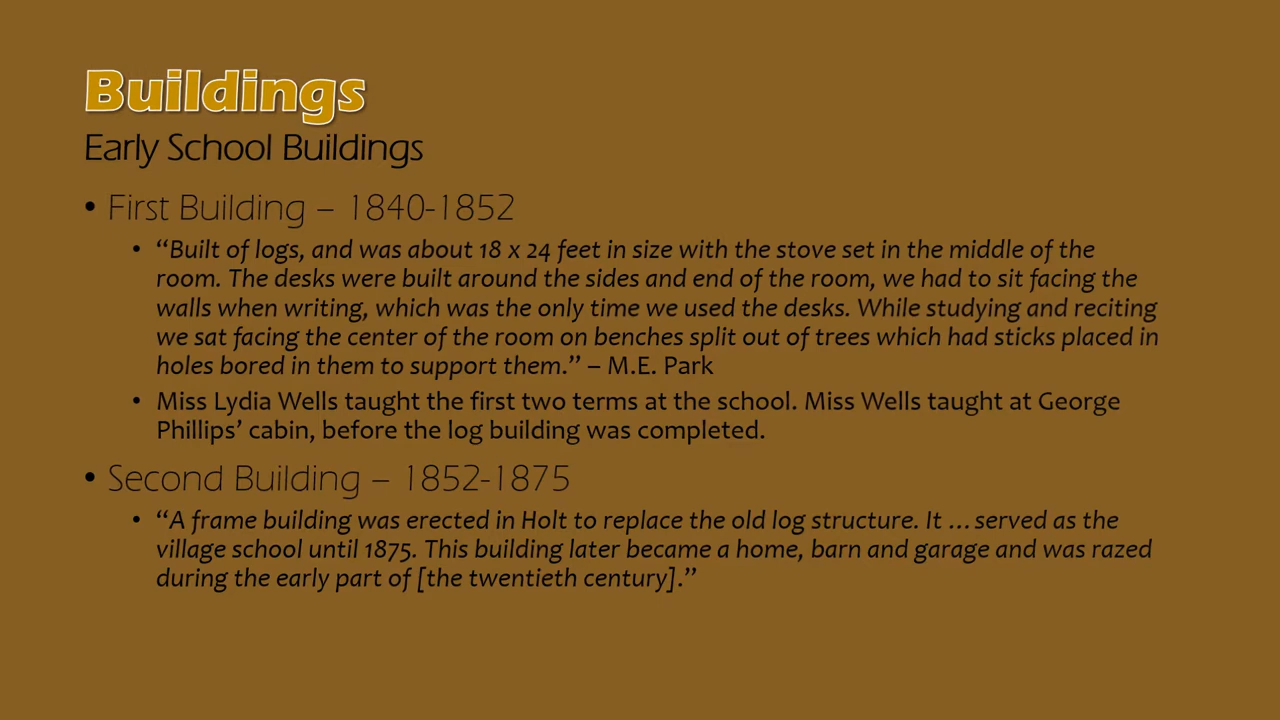 Buildings
Early School Buildings
• First Building – 1840-1852
• “Built of logs, and was about 18 x 24 feet in size with the stove set in the middle of the
room. The desks were built around the sides and end of the room, we had to sit facing the
walls when writing, which was the only time we used the desks. While studying and reciting
we sat facing the center of the room on benches split out of trees which had sticks placed in
holes bored in them to support them.” – M.E. Park
• Miss Lydia Wells taught the first two terms at the school. Miss Wells taught at George
Phillips’ cabin, before the log building was completed.
• Second Building – 1852-1875
• “A frame building was erected in Holt to replace the old log structure. It … served as the
village school until 1875. This building later became a home, barn and garage and was razed
during the early part of [the twentieth century].”